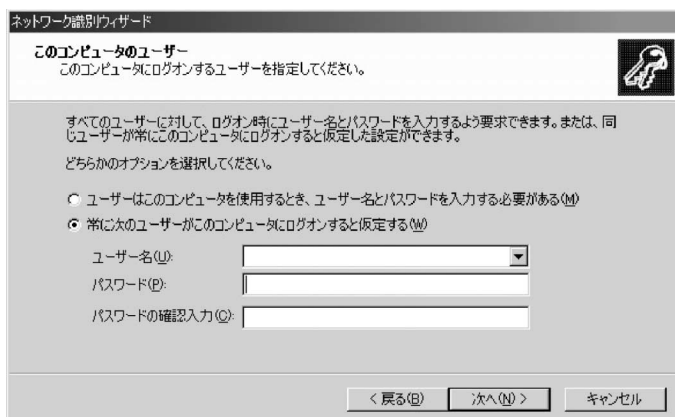 ネットワーク識別ウィザード
このコンピュータのユーザー
このコンピュータにログオンするユーザーを指定してください。
すべてのユーザーに対して、ログオン時にユーザー名とパスワードを入力するよう要求できます。または、同
じユーザーが常にこのコンピュータにログオンすると仮定した設定ができます。
どちらかのオプションを選択してください。
ユーザーはこのコンピュータを使用するとき、ユーザー名とパスワードを入力する必要がある(M)
常に次のユーザーがこのコンピュータにログオンすると仮定する(W)
ユーザー名(U):
パスワード(P):
パスワードの確認入力(C):
< 戻る(B)
次へ(N) >
キャンセル